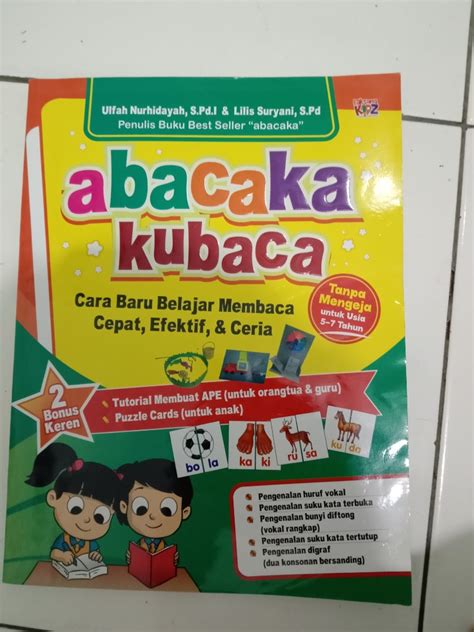 Ulfah Nurhidayah, S.Pd.I & Lilis Suryani, S.Pd
Penulis Buku Best Seller "abacaka"
abacaka
kubaca
Cara Baru Belajar Membaca
Cepat, Efektif, & Ceria
Tanpa
Mengeja
untuk Usia
5-7 Tahun
2
Bonus
Keren
• Tutorial Membuat APE (untuk orangtua & guru)
• Puzzle Cards (untuk anak)
bo la
ka ki
ru sa
ku da
• Pengenalan huruf vokal
• Pengenalan suku kata terbuka
• Pengenalan bunyi diftong
(vokal rangkap)
• Pengenalan suku kata tertutup
• Pengenalan digraf
(dua konsonan bersanding)